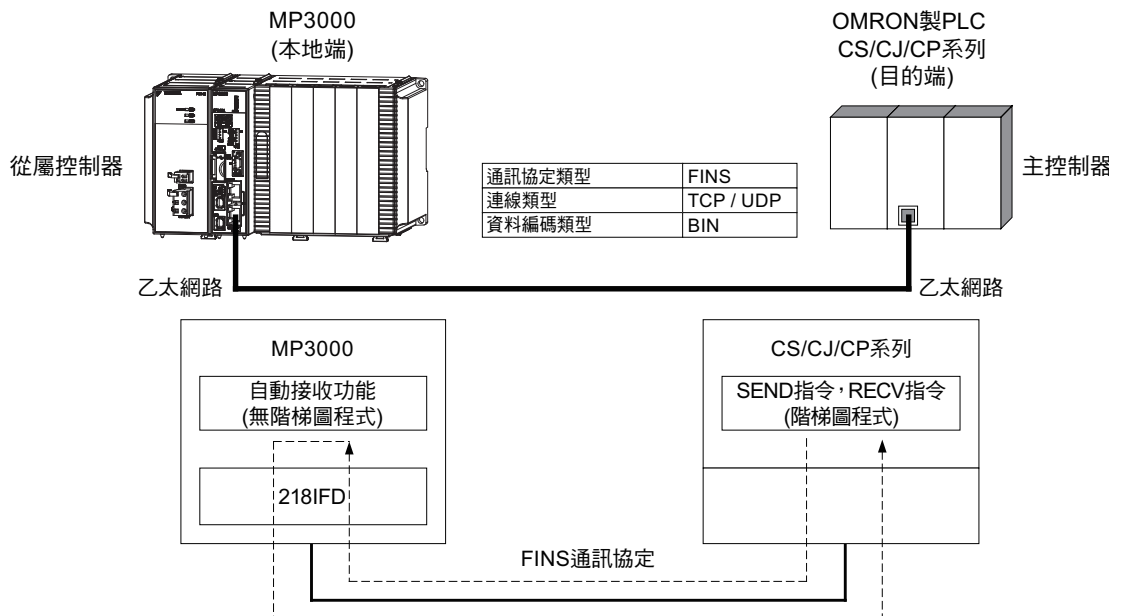 MP3000
(本地端)
OMRON製PLC
CS/CJ/CP系列
(目的端)
從屬控制器
主控制器
通訊協定類型 FINS
連線類型 TCP / UDP
資料編碼類型 BIN
乙太網路
乙太網路
MP3000
自動接收功能
(無階梯圖程式)
218IFD
CS/CJ/CP系列
SEND指令,RECV指令
(階梯圖程式)
FINS通訊協定